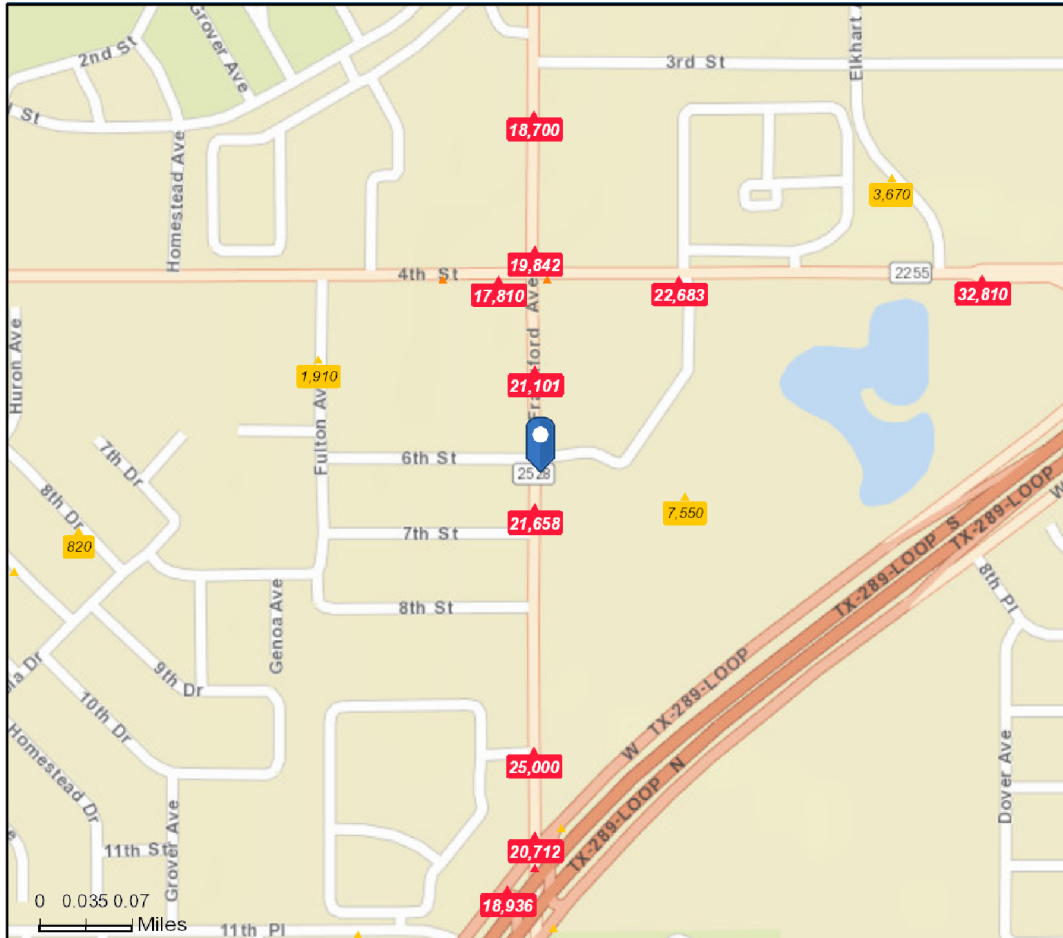 Grover Ave
Elkhart
2nd St
3rd St
St
18,700
Homestead Ave
3,670
19,842
4th St
2255
17,810
22,683
32,810
Huron Ave
1,910
21,101
Frankford Ave
Fulton Av
7th Dr
6th St
2528
8th Dr
7,550
21,658
820
7th St
TX-289-LOOP S
TX-289-LOOP
W
8th Pl
Genoa Ave
8th St
Dr
9th Dr
W TX-289-LOOP
10th Dr
Homestead Dr
25,000
TX-289-LOOP N
Dover Ave
Grover Ave
11th St
20,712
18,936
0 0.035 0.07
Miles
11th Pl